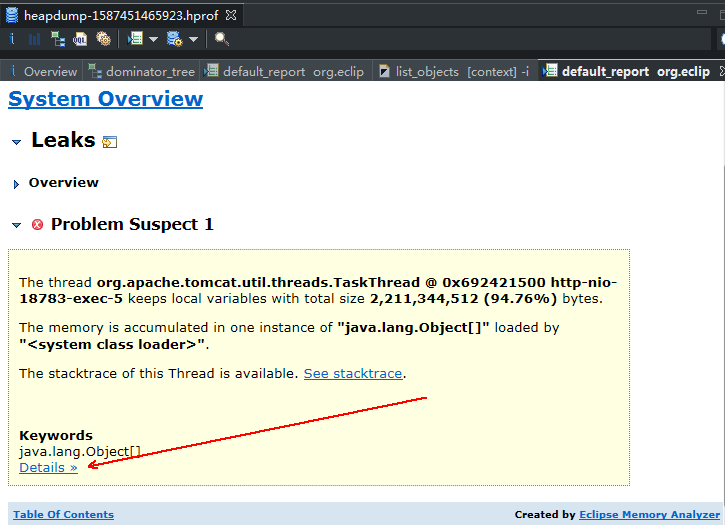 heapdump-1587451465923.hprof
Overview dominator_tree default_report org.eclip list_objects [context] -i default_report org.eclip
System Overview
Leaks
Overview
Problem Suspect 1
The thread org.apache.tomcat.util.threads.TaskThread @ 0x692421500 http-nio-
18783-exec-5 keeps local variables with total size 2,211,344,512 (94.76%) bytes.
The memory is accumulated in one instance of "java.lang.Object[]" loaded by
"<system class loader>".
The stacktrace of this Thread is available. See stacktrace.
Keywords
java.lang.Object[]
Details »
Table Of Contents Created by Eclipse Memory Analyzer